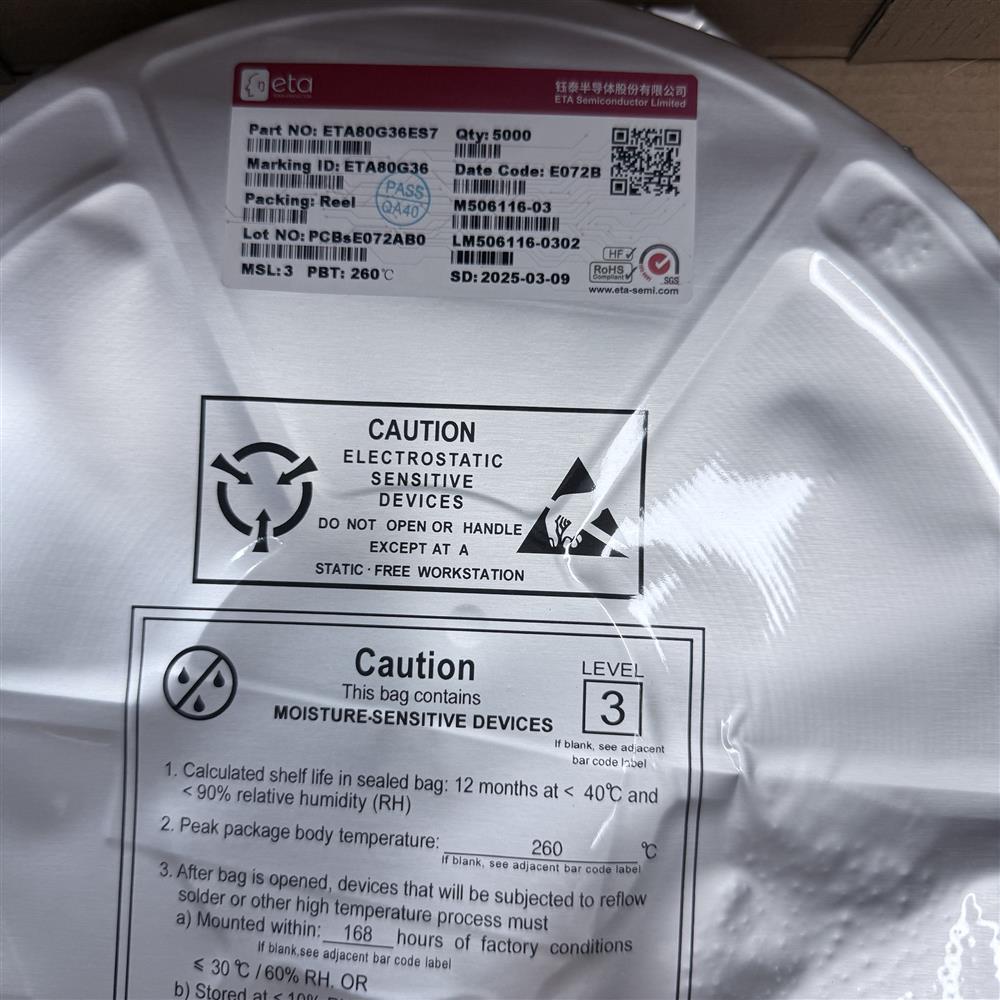 eta
钰泰半导体股份有限公司
ETA Semiconductor Limited
Part NO: ETA80G36ES7
Qty: 5000
Marking ID: ETA80G36
Date Code: E072B
Packing: Reel
PASS
QA40
M506116-03
Lot NO: PCBsE072AB0
LM506116-0302
MSL: 3 PBT: 260℃
SD: 2025-03-09
HF
RoHS
Compliant
SGS
www.eta-semi.com
CAUTION
ELECTROSTATIC
SENSITIVE
DEVICES
DO NOT OPEN OR HANDLE
EXCEPT AT A
STATIC · FREE WORKSTATION
Caution
This bag contains
MOISTURE-SENSITIVE DEVICES
LEVEL
3
If blank, see adjacent
bar code label
1. Calculated shelf life in sealed bag: 12 months at < 40℃ and
< 90% relative humidity (RH)
2. Peak package body temperature: 260 ℃
If blank, see adjacent bar code label
3. After bag is opened, devices that will be subjected to reflow
solder or other high temperature process must
a) Mounted within: 168 hours of factory conditions
If blank,see adjacent bar code label
≤ 30℃ / 60% RH, OR
b) Stored at ≤ 10%